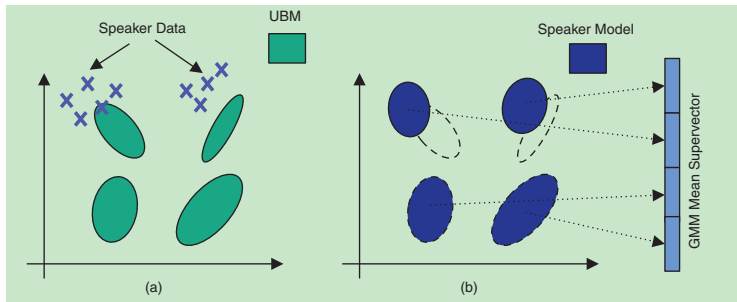 Speaker Data
UBM
(a)
Speaker Model
GMM Mean Supervector
(b)